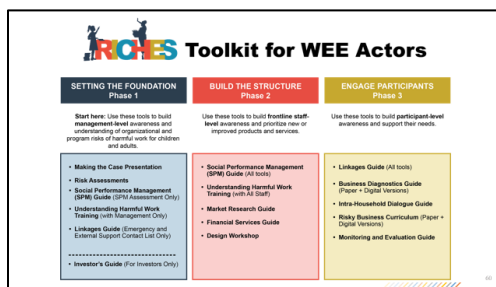 RICHES Toolkit for WEE Actors
SETTING THE FOUNDATION
Phase 1
Start here: Use these tools to build
management-level awareness and
understanding of organizational and
program risks of harmful work for children
and adults.
• Making the Case Presentation
• Risk Assessments
• Social Performance Management
(SPM) Guide (SPM Assessment Only)
• Understanding Harmful Work
Training (with Management Only)
• Linkages Guide (Emergency and
External Support Contact List Only)
------------------------------
• Investor's Guide (For Investors Only)
BUILD THE STRUCTURE
Phase 2
Use these tools to build frontline staff-
level awareness and prioritize new or
improved products and services.
• Social Performance Management
(SPM) Guide (All tools)
• Understanding Harmful Work
Training (with All Staff)
• Market Research Guide
• Financial Services Guide
• Design Workshop
ENGAGE PARTICIPANTS
Phase 3
Use these tools to build participant-level
awareness and support their needs.
• Linkages Guide (All tools)
• Business Diagnostics Guide
(Paper + Digital Versions)
• Intra-Household Dialogue Guide
• Risky Business Curriculum (Paper +
Digital Versions)
• Monitoring and Evaluation Guide